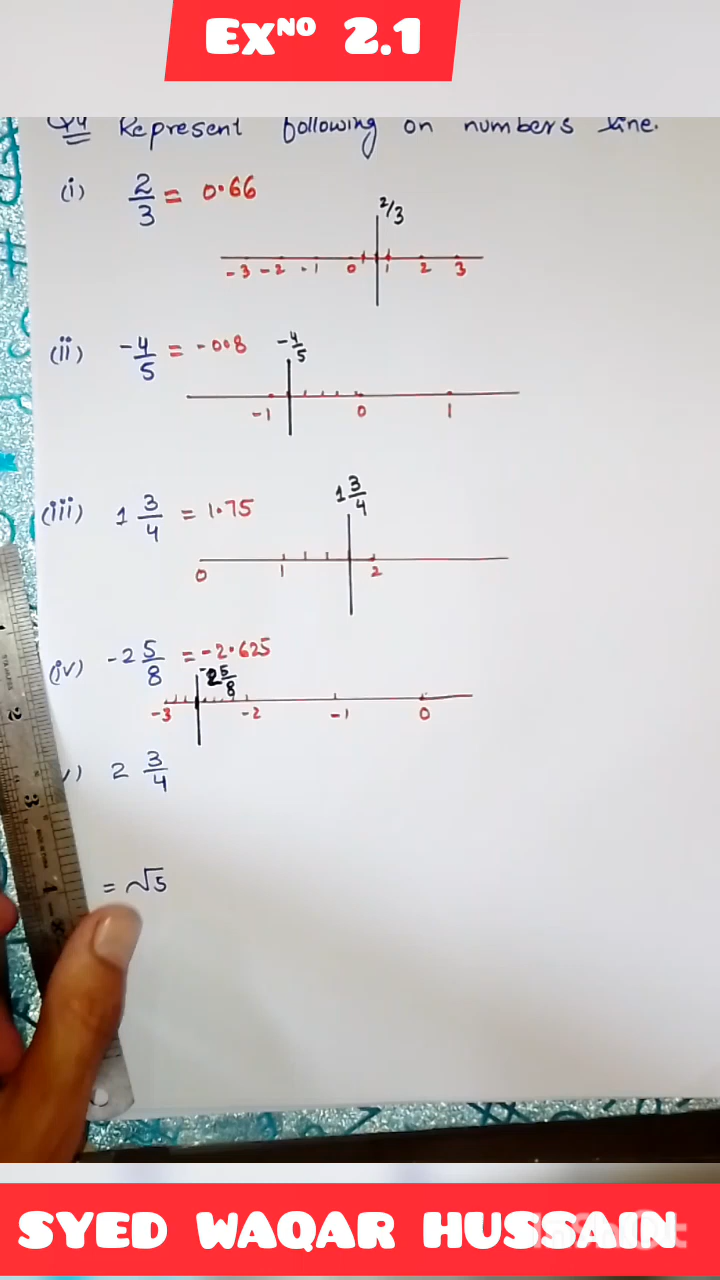 Exᴺᴼ 2.1
Q4 Represent following on numbers line.
(i) 2/3 = 0.66
2/3
-3 -2 -1 0 1 2 3
(ii) -4/5 = -0.8
-4/5
-1 0 1
(iii) 1 3/4 = 1.75
1 3/4
0 1 2
(iv) -2 5/8 = -2.625
-2 5/8
-3 -2 -1 0
v) 2 3/4
= √5
SYED WAQAR HUSSAIN